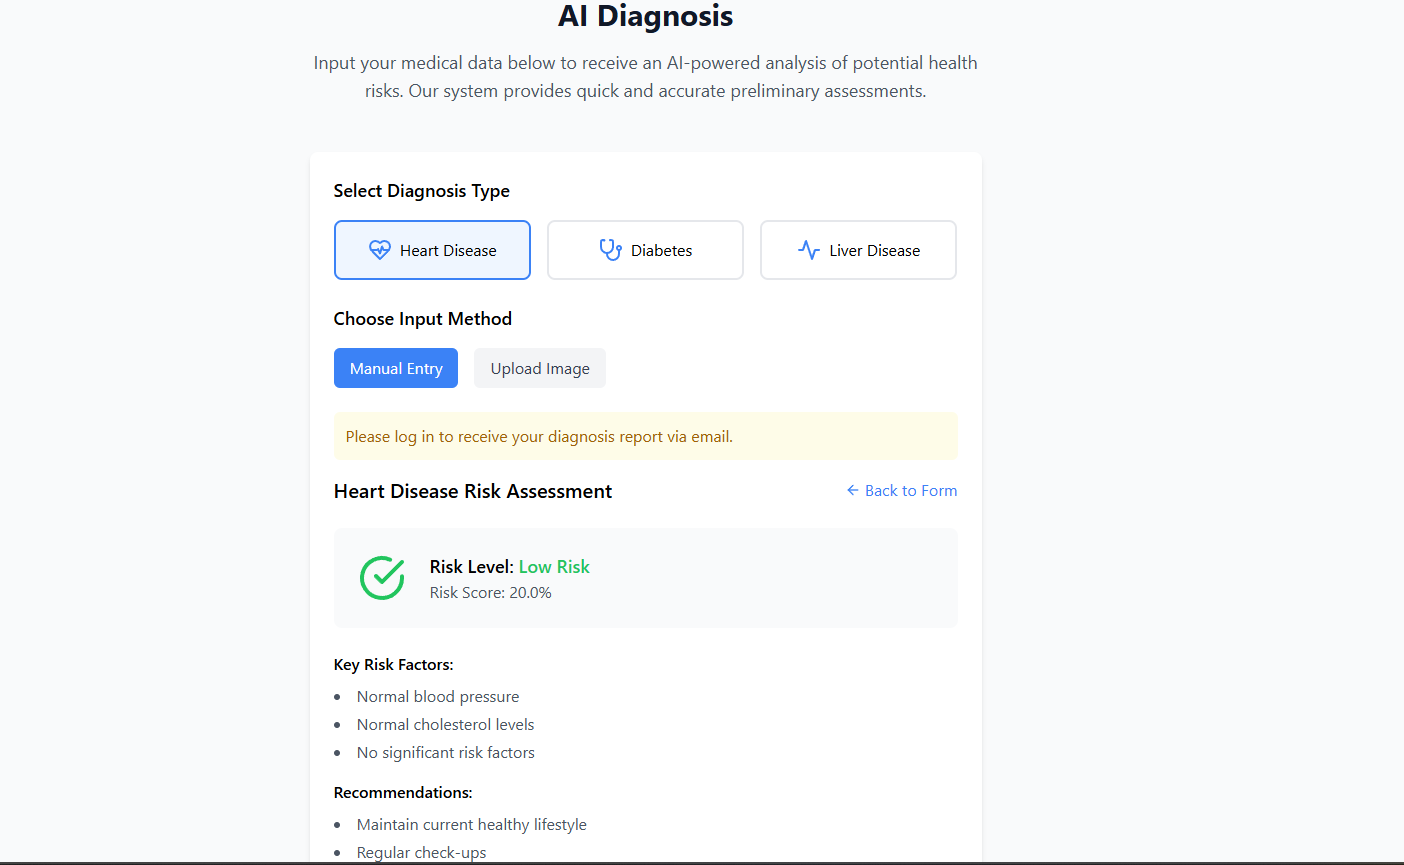 AI Diagnosis
Input your medical data below to receive an AI-powered analysis of potential health
risks. Our system provides quick and accurate preliminary assessments.
Select Diagnosis Type
Heart Disease
Diabetes
Liver Disease
Choose Input Method
Manual Entry
Upload Image
Please log in to receive your diagnosis report via email.
Heart Disease Risk Assessment
← Back to Form
Risk Level: Low Risk
Risk Score: 20.0%
Key Risk Factors:
• Normal blood pressure
• Normal cholesterol levels
• No significant risk factors
Recommendations:
• Maintain current healthy lifestyle
• Regular check-ups